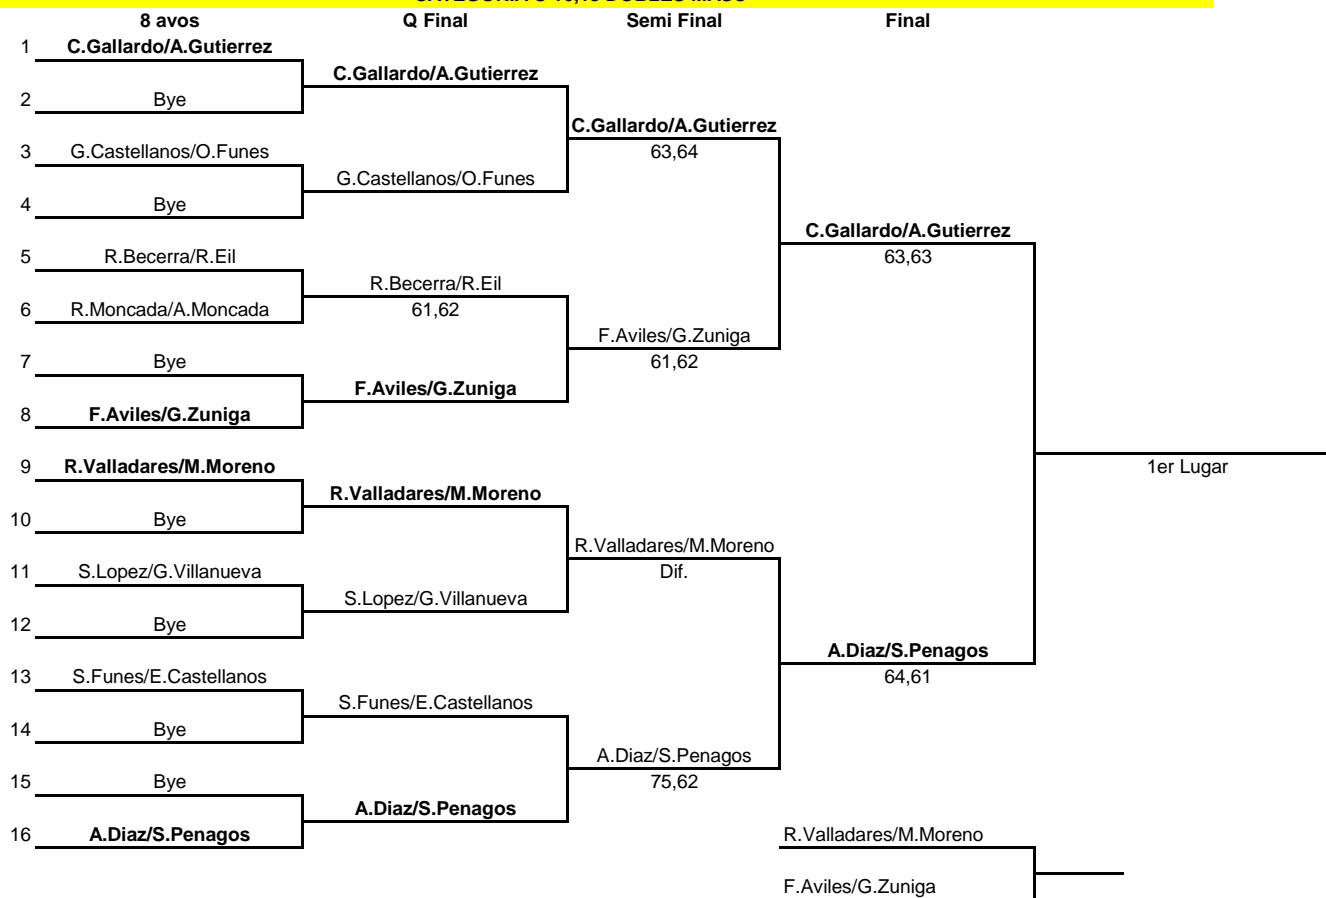 8 avos Q Final Semi Final Final
1 C.Gallardo/A.Gutierrez
C.Gallardo/A.Gutierrez
2 Bye
C.Gallardo/A.Gutierrez
3 G.Castellanos/O.Funes 63,64
G.Castellanos/O.Funes
4 Bye
C.Gallardo/A.Gutierrez
5 R.Becerra/R.Eil 63,63
R.Becerra/R.Eil
6 R.Moncada/A.Moncada 61,62
F.Aviles/G.Zuniga
7 Bye 61,62
F.Aviles/G.Zuniga
8 F.Aviles/G.Zuniga
9 R.Valladares/M.Moreno 1er Lugar
R.Valladares/M.Moreno
10 Bye
R.Valladares/M.Moreno
11 S.Lopez/G.Villanueva Dif.
S.Lopez/G.Villanueva
12 Bye
A.Diaz/S.Penagos
13 S.Funes/E.Castellanos 64,61
S.Funes/E.Castellanos
14 Bye
A.Diaz/S.Penagos
15 Bye 75,62
A.Diaz/S.Penagos
16 A.Diaz/S.Penagos R.Valladares/M.Moreno
F.Aviles/G.Zuniga